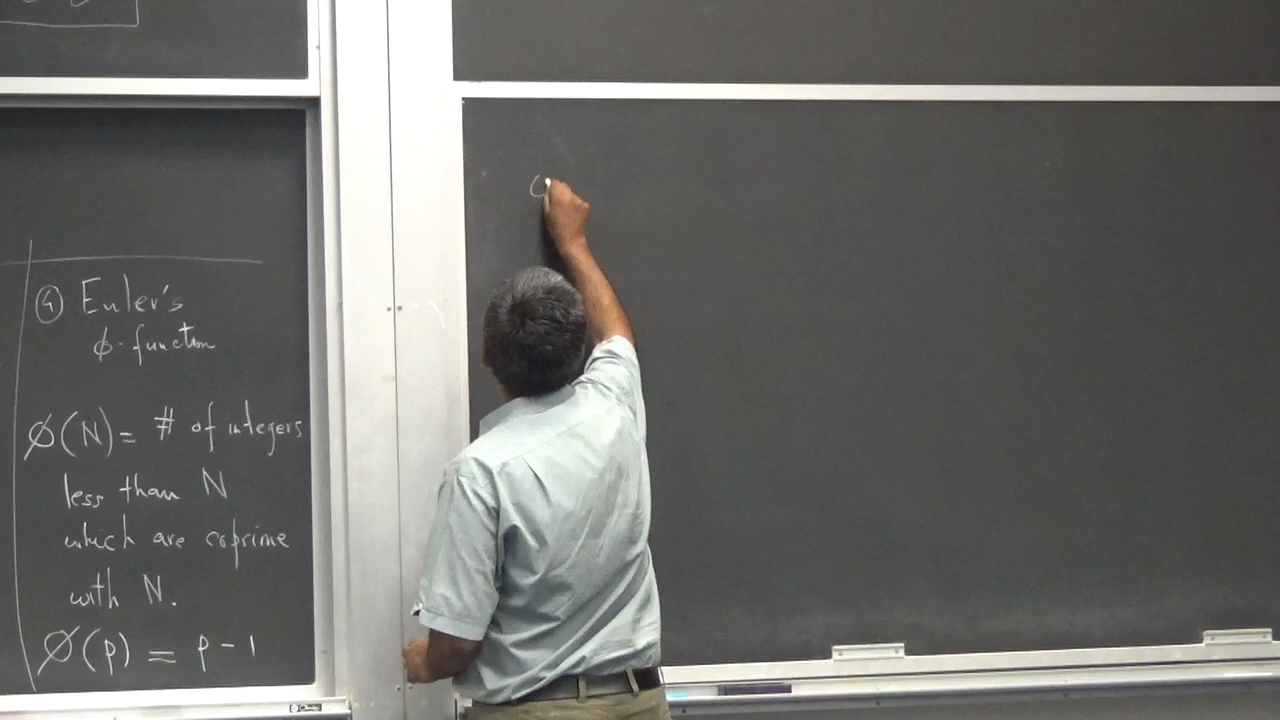 ④ Euler's
φ-function
φ(N) = # of integers
less than N
which are coprime
with N.
φ(p) = p - 1